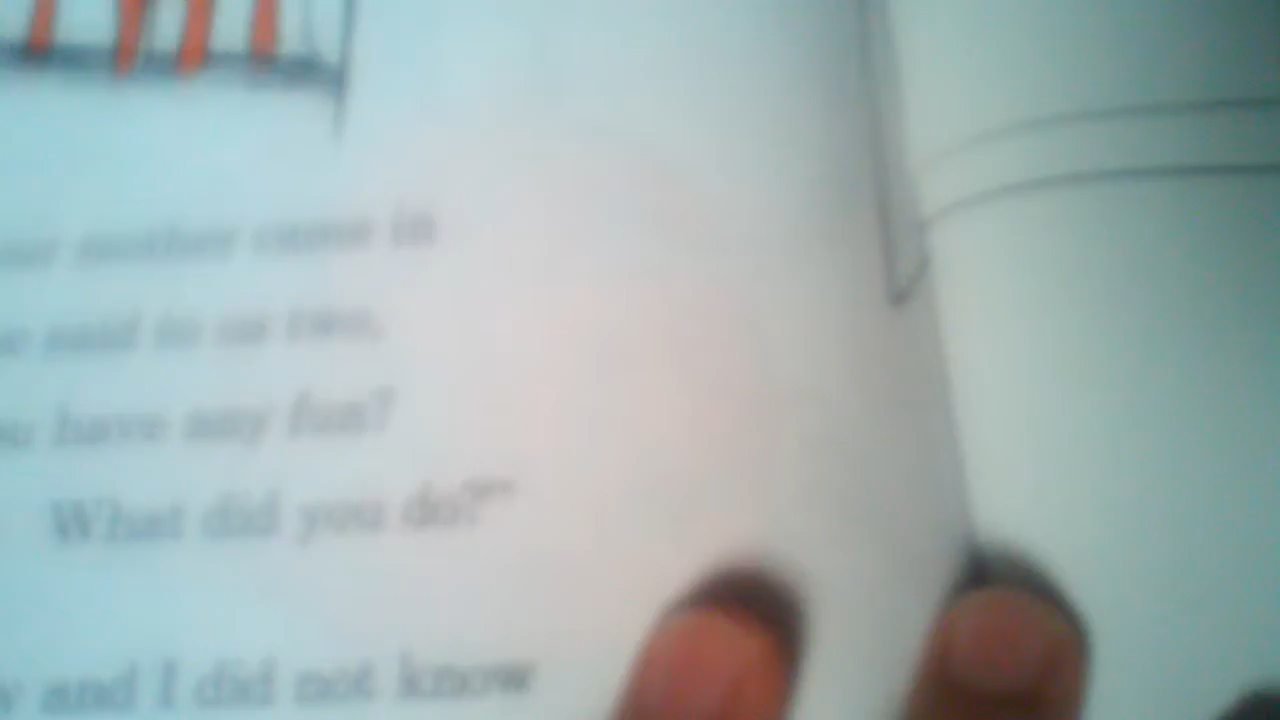 mother came in
said to us two,
have any fun?
What did you do?"
and I did not know